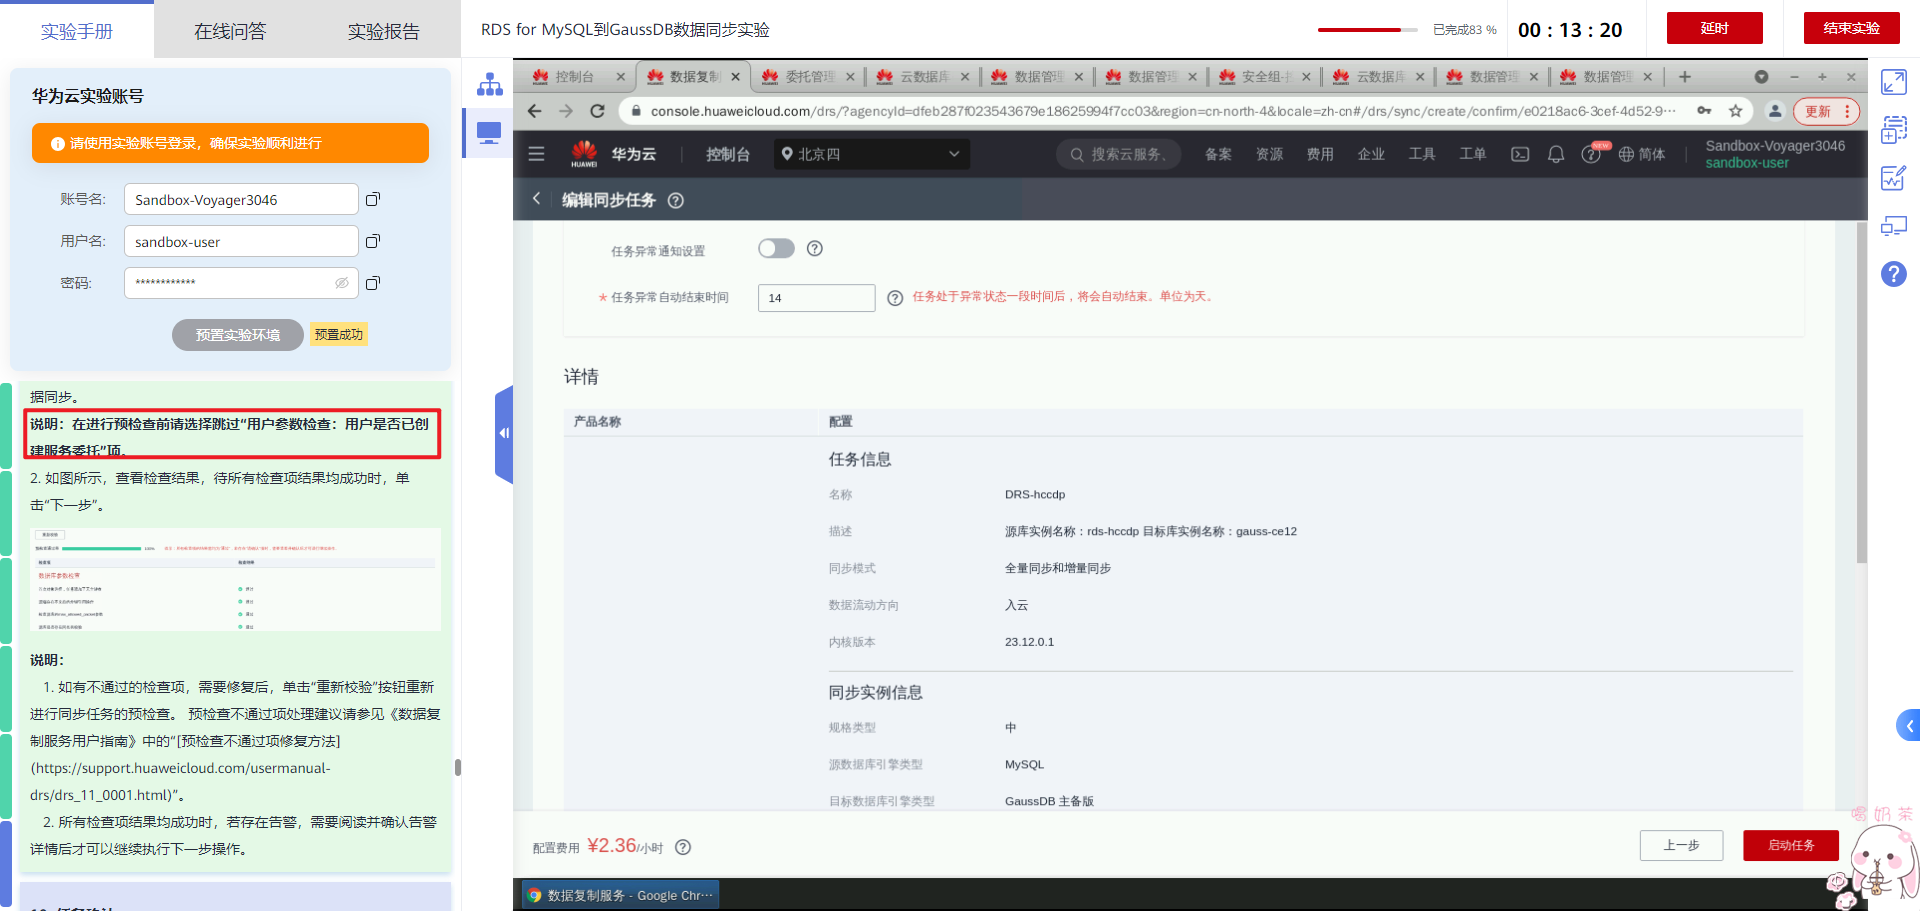 实验手册
在线问答
实验报告
RDS for MySQL到GaussDB数据同步实验
已完成83 %
00 : 13 : 20
延时
结束实验
华为云实验账号
请使用实验账号登录，确保实验顺利进行
账号名:
Sandbox-Voyager3046
用户名:
sandbox-user
密码:
************
预置实验环境
预置成功
据同步。
说明：在进行预检查前请选择跳过“用户参数检查：用户是否已创
建服务委托”项。
2. 如图所示，查看检查结果，待所有检查项结果均成功时，单
击“下一步”。
说明：
1. 如有不通过的检查项，需要修复后，单击“重新校验”按钮重新
进行同步任务的预检查。 预检查不通过项处理建议请参见《数据复
制服务用户指南》中的“[预检查不通过项修复方法]
(https://support.huaweicloud.com/usermanual-
drs/drs_11_0001.html)”。
2. 所有检查项结果均成功时，若存在告警，需要阅读并确认告警
详情后才可以继续执行下一步操作。
控制台
数据复制
委托管理
云数据库
数据管理
数据管理
安全组-
云数据库
数据管理
数据管理
console.huaweicloud.com/drs/?agencyId=dfeb287f023543679e18625994f7cc03&region=cn-north-4&locale=zh-cn#/drs/sync/create/confirm/e0218ac6-3cef-4d52-9···
更新
HUAWEI
华为云
控制台
北京四
搜索云服务、
备案
资源
费用
企业
工具
工单
NEW
简体
Sandbox-Voyager3046
sandbox-user
编辑同步任务
任务异常通知设置
* 任务异常自动结束时间
14
任务处于异常状态一段时间后，将会自动结束。单位为天。
详情
产品名称
配置
任务信息
名称
DRS-hccdp
描述
源库实例名称：rds-hccdp 目标库实例名称：gauss-ce12
同步模式
全量同步和增量同步
数据流动方向
入云
内核版本
23.12.0.1
同步实例信息
规格类型
中
源数据库引擎类型
MySQL
目标数据库引擎类型
GaussDB 主备版
配置费用 ¥2.36/小时
上一步
启动任务
喝奶茶
数据复制服务 - Google Chr···